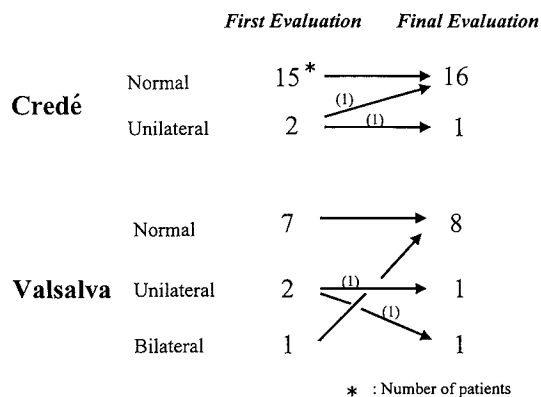 First Evaluation Final Evaluation
Normal 15* 16
(1)
Credé
Unilateral 2 (1) 1
Normal 7 8
Valsalva Unilateral 2 (1) 1
(1)
Bilateral 1 1
* : Number of patients